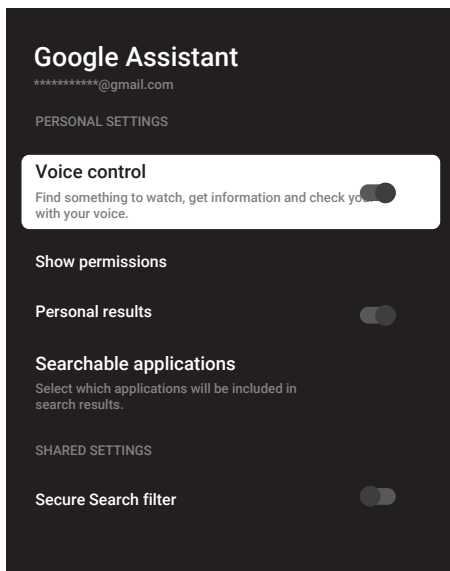 Google Assistant
***********@gmail.com
PERSONAL SETTINGS
Voice control
Find something to watch, get information and check
with your voice.
Show permissions
Personal results
Searchable applications
Select which applications will be included in
search results.
SHARED SETTINGS
Secure Search filter